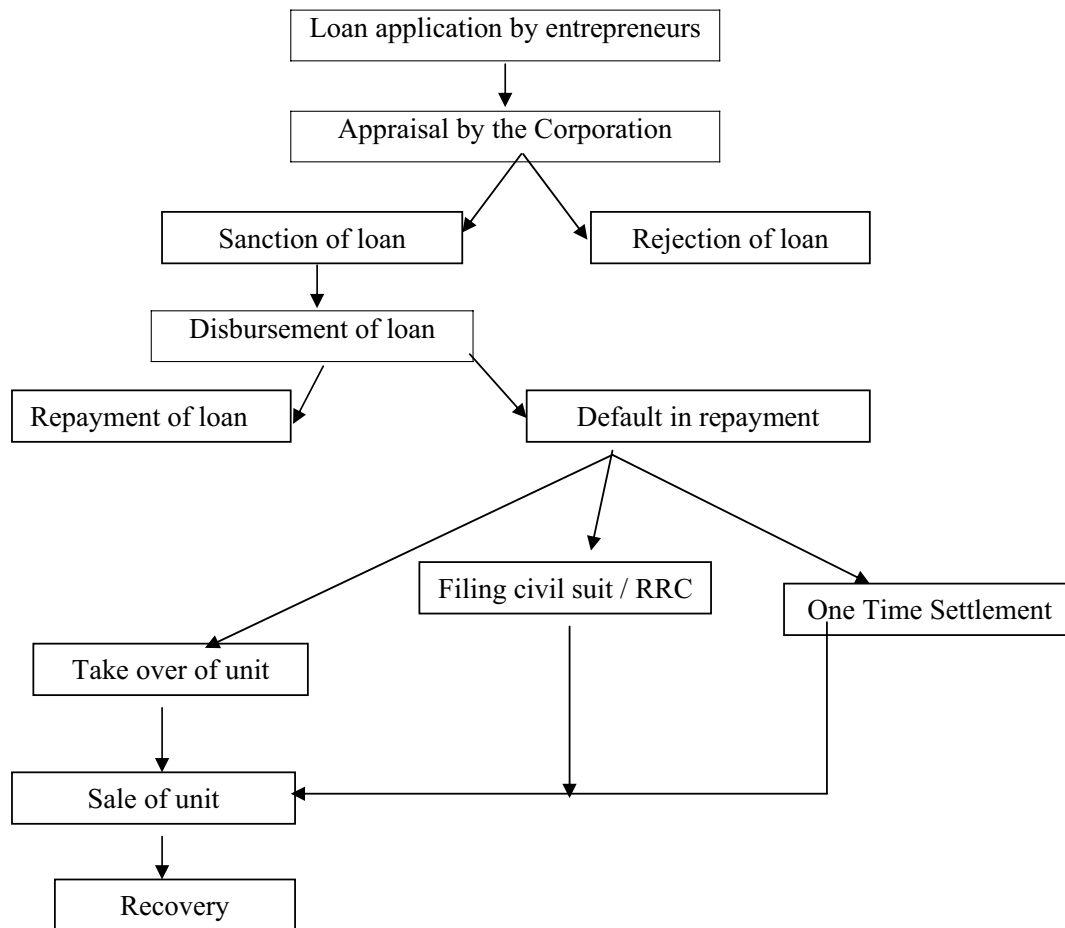 Loan application by entrepreneurs
Appraisal by the Corporation
Sanction of loan
Rejection of loan
Disbursement of loan
Repayment of loan
Default in repayment
Filing civil suit / RRC
One Time Settlement
Take over of unit
Sale of unit
Recovery